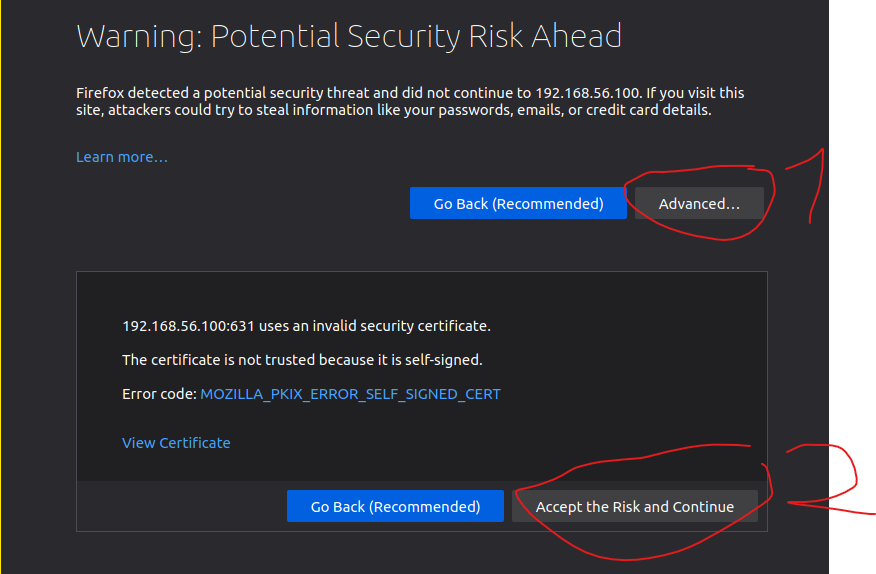 Warning: Potential Security Risk Ahead
Firefox detected a potential security threat and did not continue to 192.168.56.100. If you visit this
site, attackers could try to steal information like your passwords, emails, or credit card details.
Learn more…
Go Back (Recommended)
Advanced…
1
192.168.56.100:631 uses an invalid security certificate.
The certificate is not trusted because it is self-signed.
Error code: MOZILLA_PKIX_ERROR_SELF_SIGNED_CERT
View Certificate
Go Back (Recommended)
Accept the Risk and Continue
2